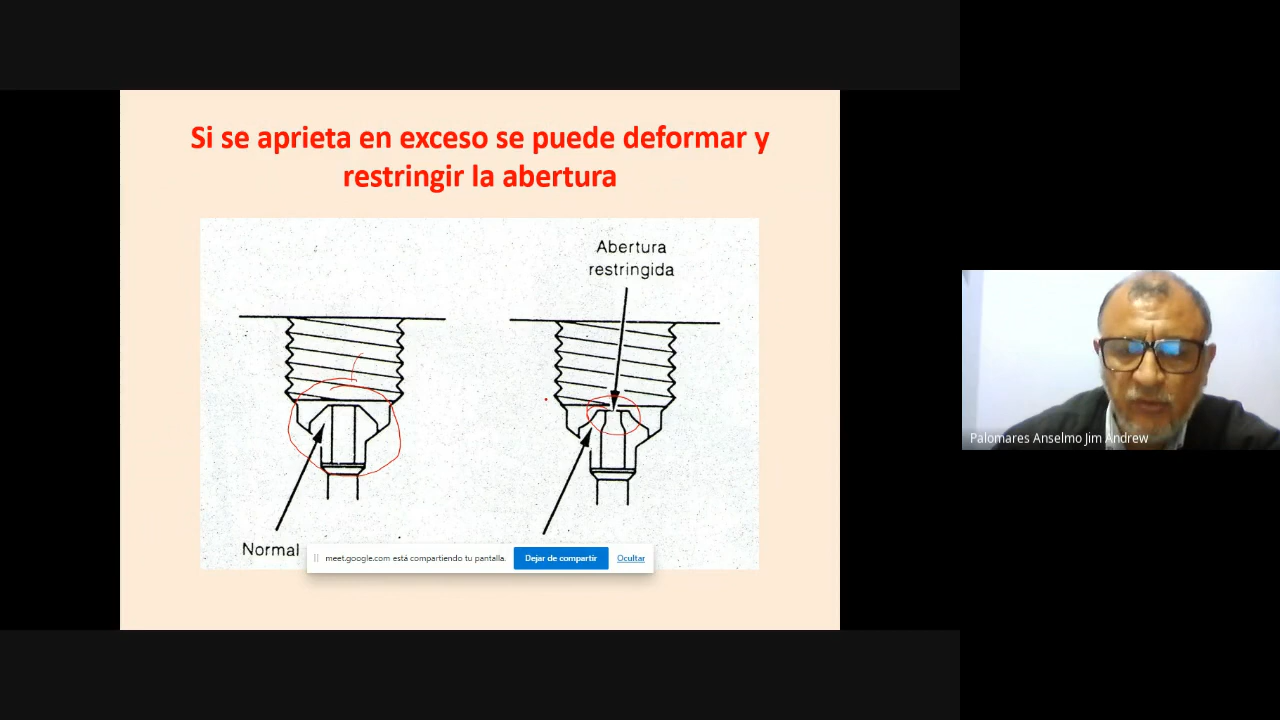 Si se aprieta en exceso se puede deformar y
restringir la abertura
Abertura
restringida
Normal
meet.google.com está compartiendo tu pantalla.
Dejar de compartir
Ocultar
Palomares Anselmo Jim Andrew